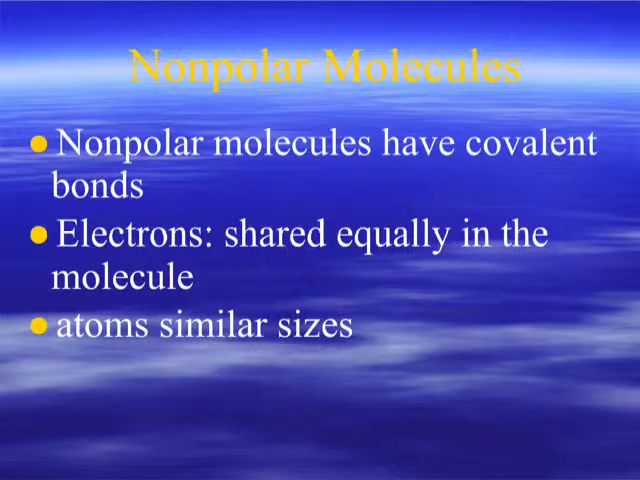 Nonpolar Molecules
Nonpolar molecules have covalent
bonds
Electrons: shared equally in the
molecule
atoms similar sizes